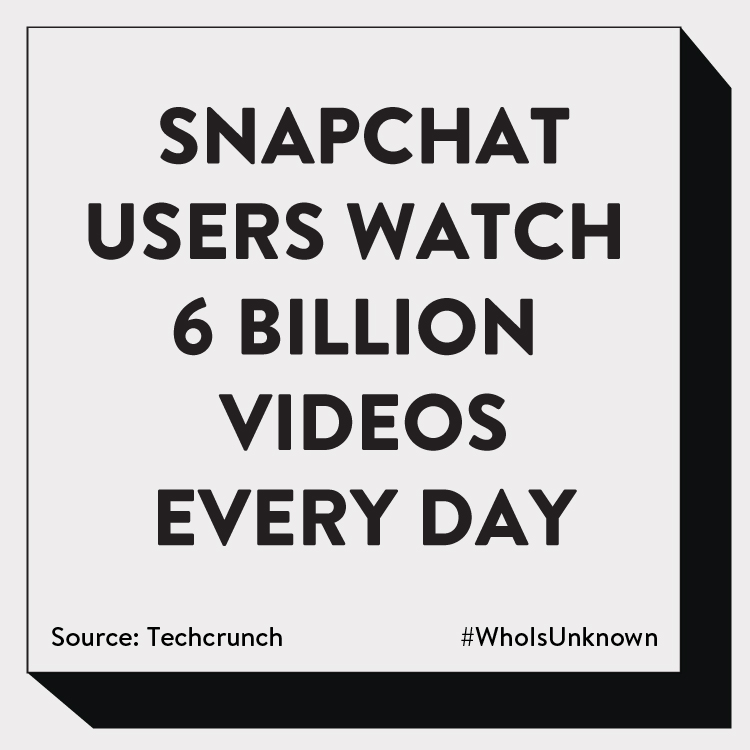 SNAPCHAT
USERS WATCH
6 BILLION
VIDEOS
EVERY DAY
Source: Techcrunch
#WhoIsUnknown